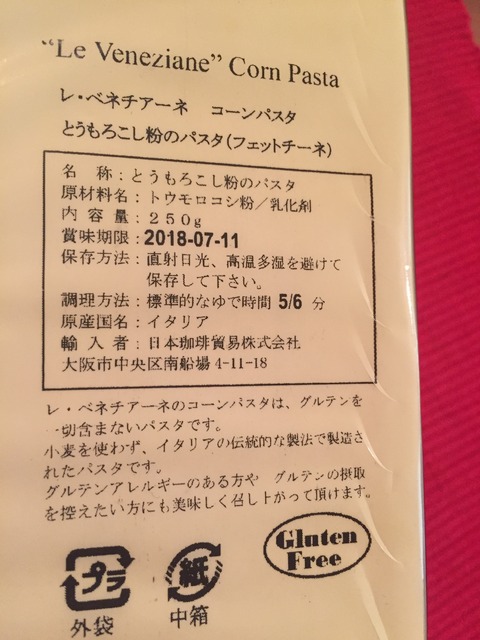 “Le Veneziane” Corn Pasta
レ・ベネチアーネ　コーンパスタ
とうもろこし粉のパスタ(フェットチーネ)
名　称：とうもろこし粉のパスタ
原材料名：トウモロコシ粉／乳化剤
内 容 量：２５０g
賞味期限：2018-07-11
保存方法：直射日光、高温多湿を避けて
保存して下さい。
調理方法：標準的なゆで時間 5/6 分
原産国名：イタリア
輸 入 者：日本珈琲貿易株式会社
大阪市中央区南船場 4-11-18
レ・ベネチアーネのコーンパスタは、グルテンを
一切含まないパスタです。
小麦を使わず、イタリアの伝統的な製法で製造さ
れたパスタです。
グルテンアレルギーのある方や　グルテンの摂取
を控えたい方にも美味しく召し上がって頂けます。
Gluten
Free
プラ
外袋
紙
中箱